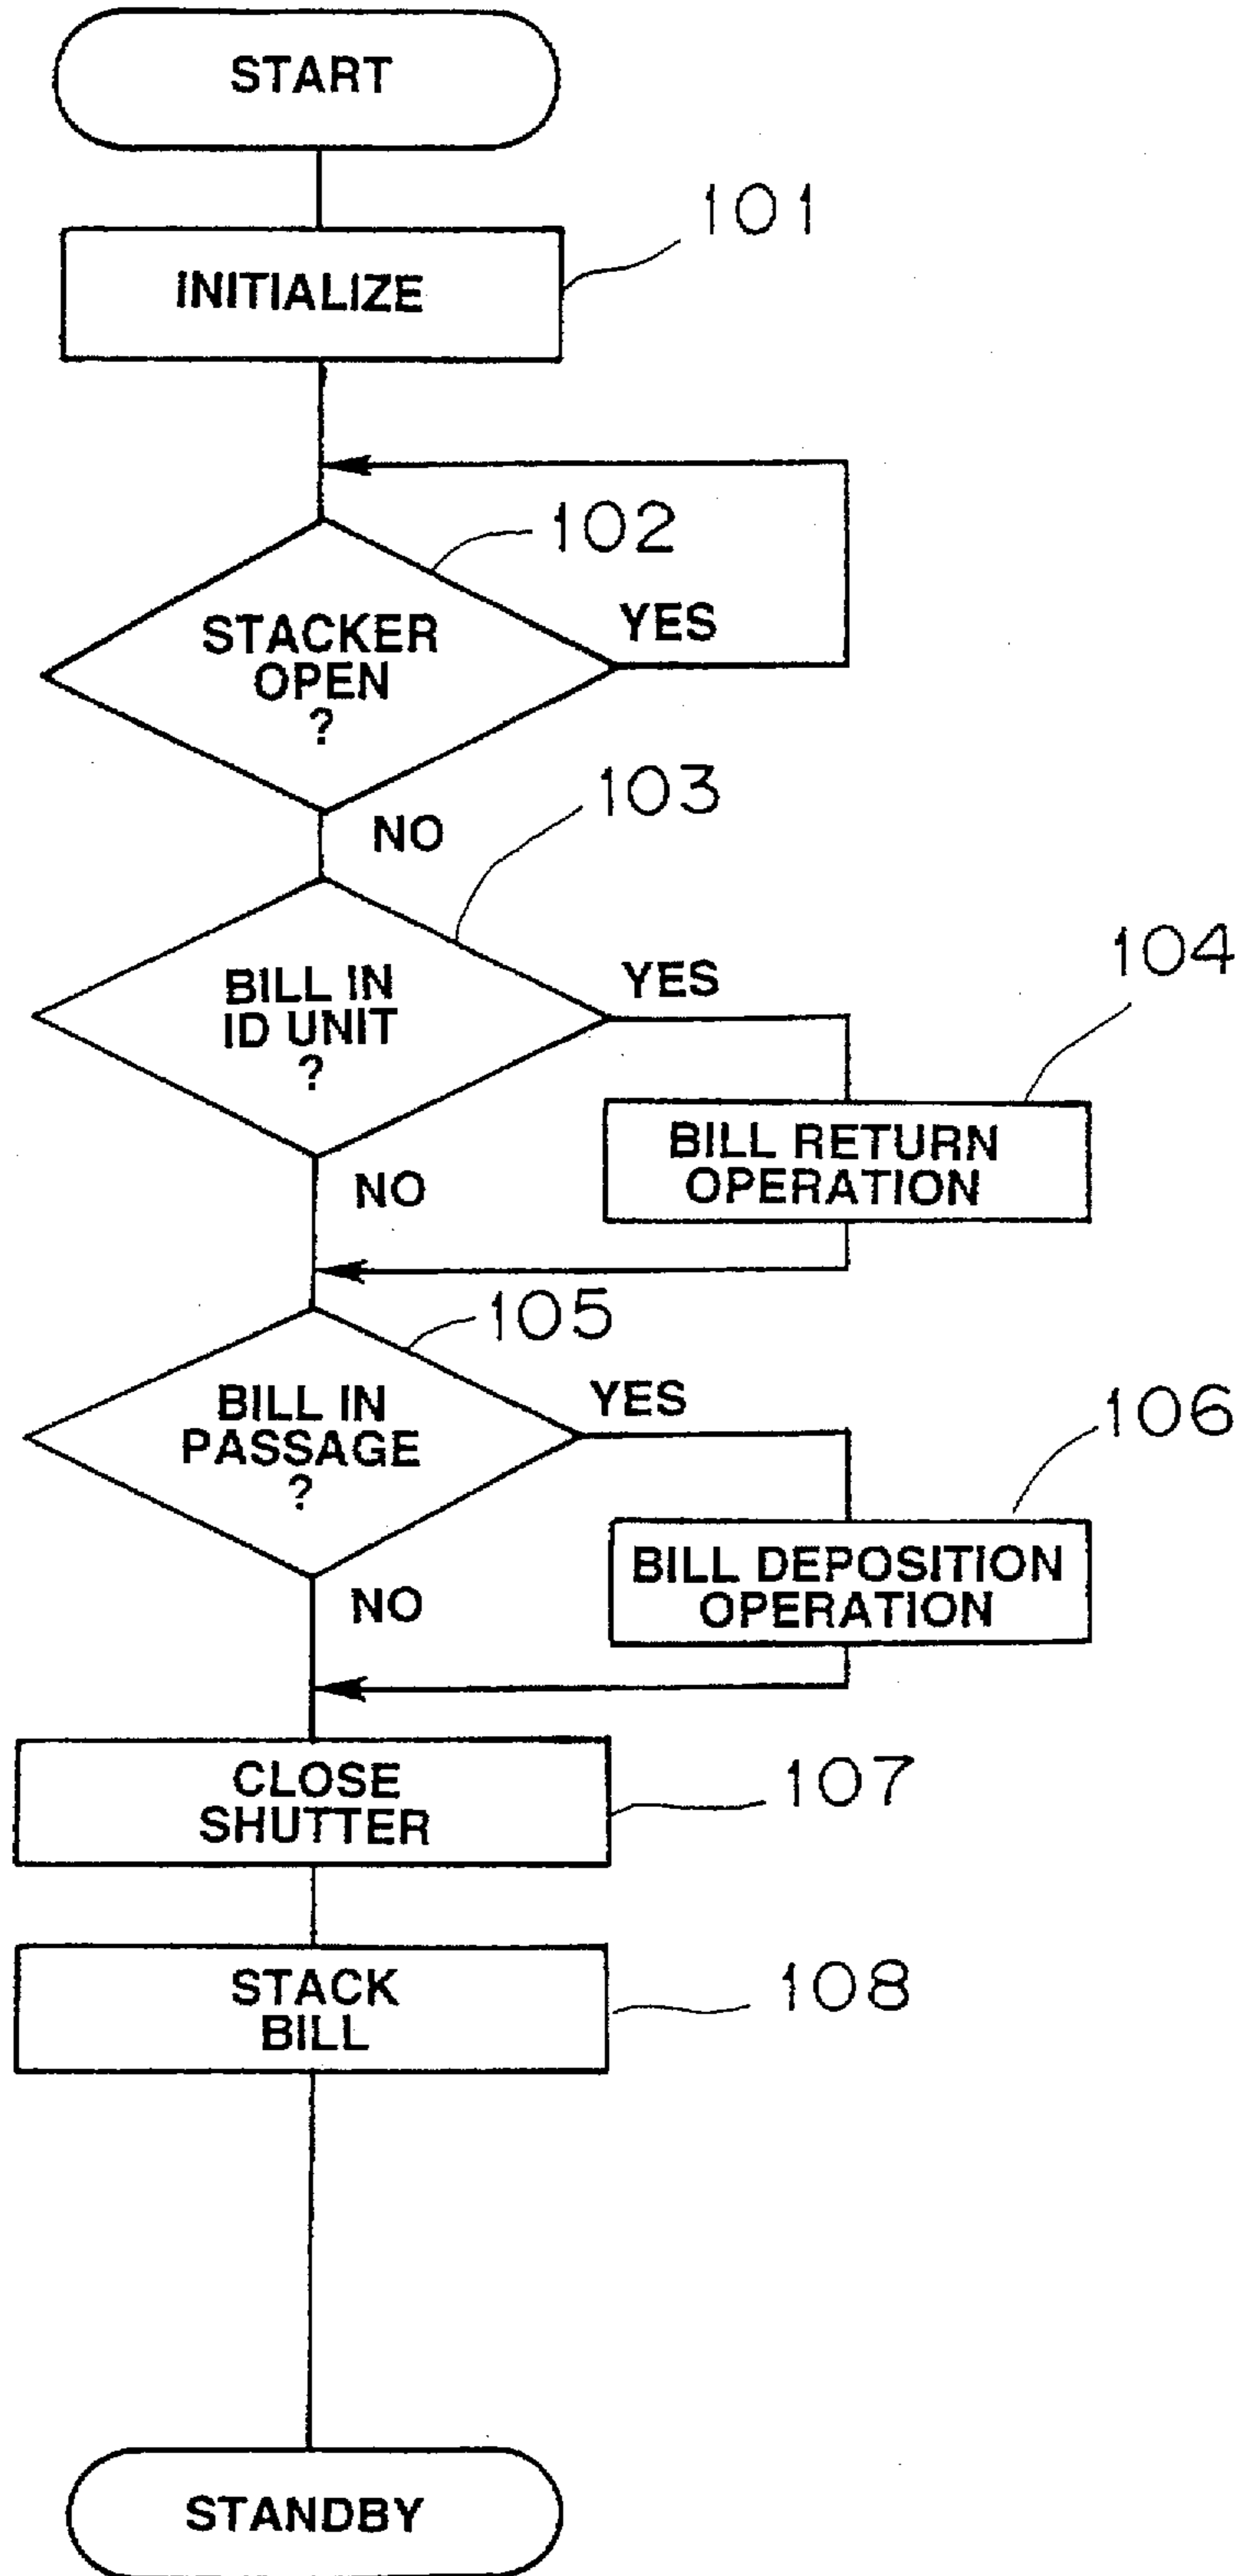 START
101
INITIALIZE
102
STACKER
OPEN
?
YES
NO
103
BILL IN
ID UNIT
?
YES
NO
104
BILL RETURN
OPERATION
105
BILL IN
PASSAGE
?
YES
NO
106
BILL DEPOSITION
OPERATION
CLOSE
SHUTTER
107
STACK
BILL
108
STANDBY